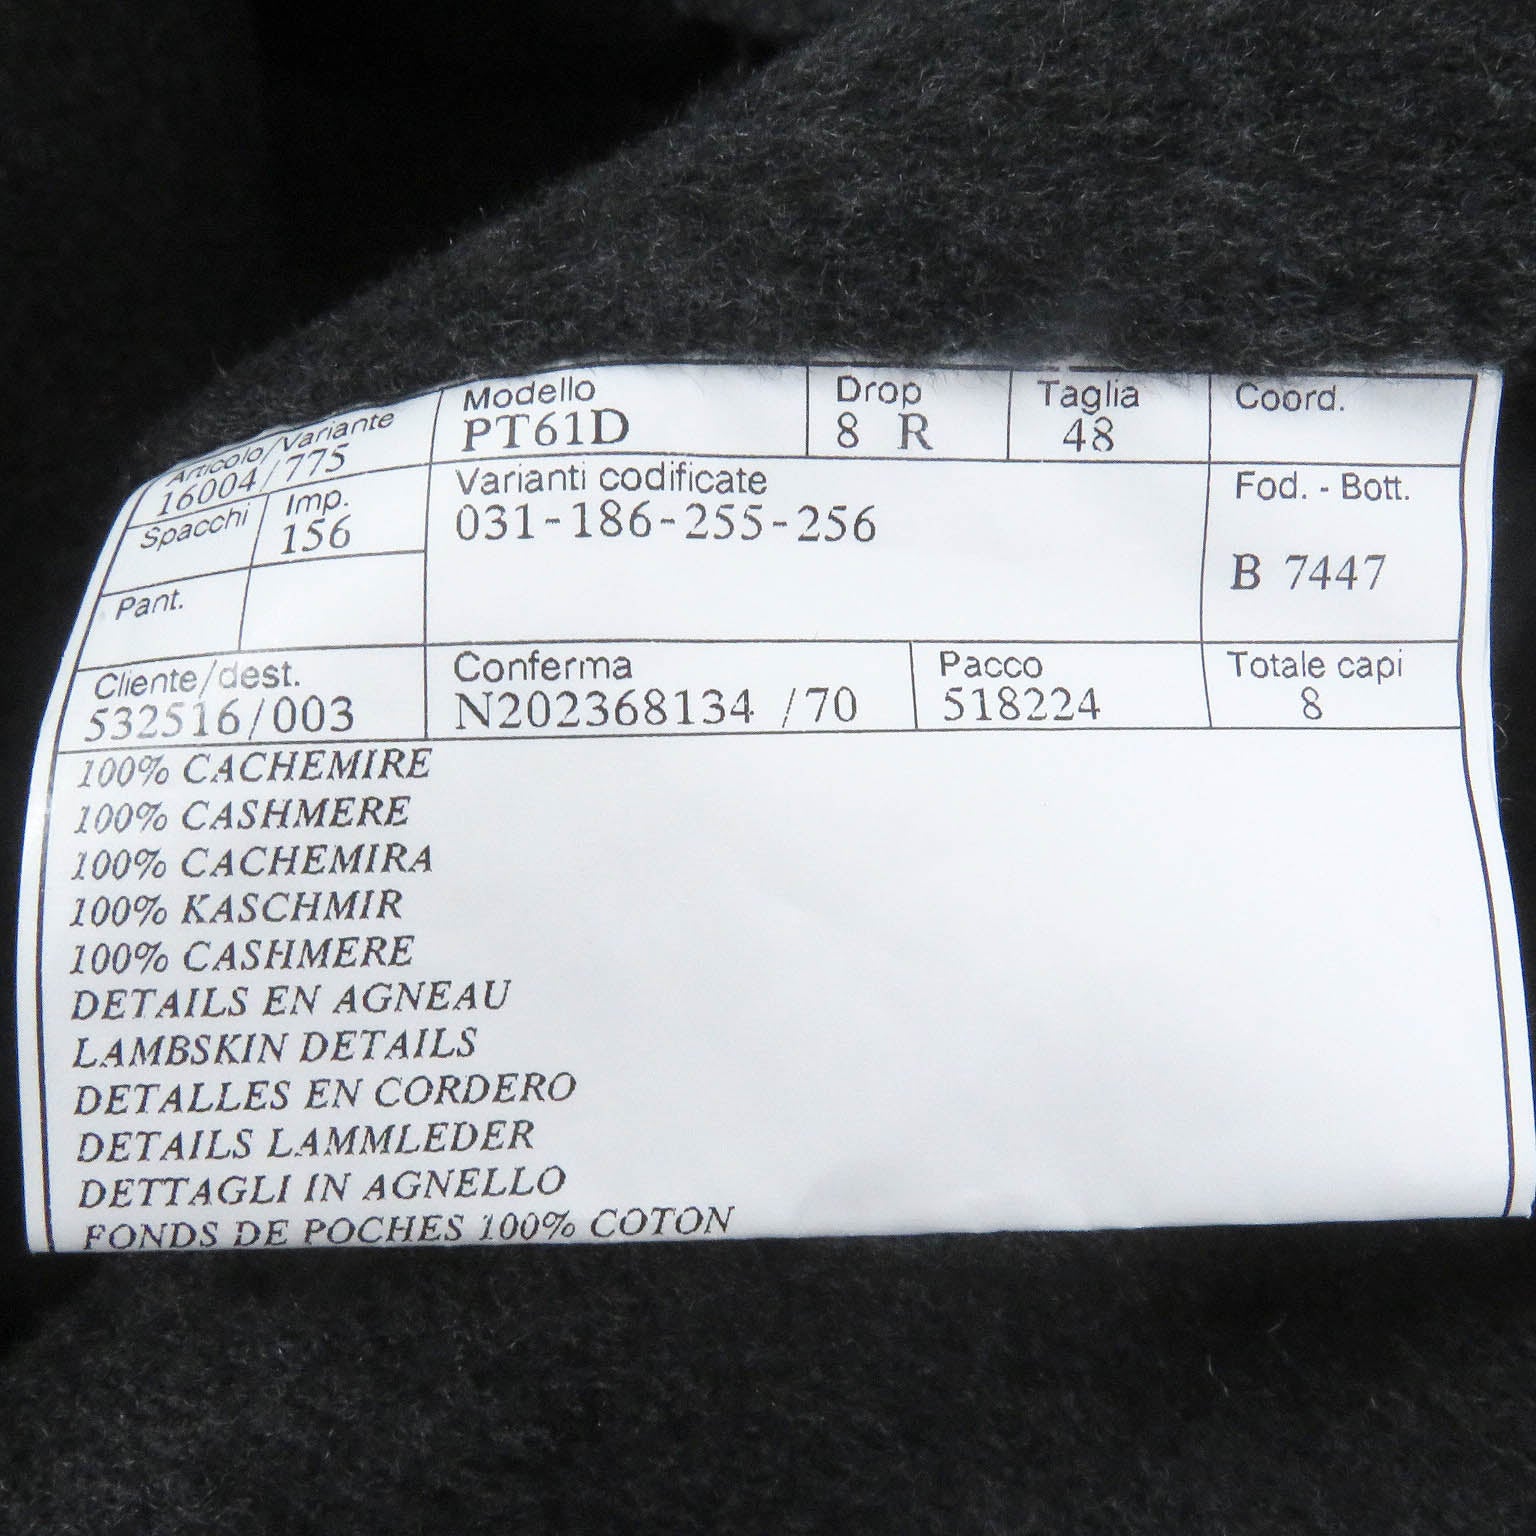 Articolo/Variante Modello Drop Taglia Coord.
16004/775 PT61D 8 R 48
Spacchi Imp. Varianti codificate Fod. - Bott.
156 031-186-255-256
B 7447
Pant.
Cliente/dest. Conferma Pacco Totale capi
532516/003 N202368134 /70 518224 8
100% CACHEMIRE
100% CASHMERE
100% CACHEMIRA
100% KASCHMIR
100% CASHMERE
DETAILS EN AGNEAU
LAMBSKIN DETAILS
DETALLES EN CORDERO
DETAILS LAMMLEDER
DETTAGLI IN AGNELLO
FONDS DE POCHES 100% COTON